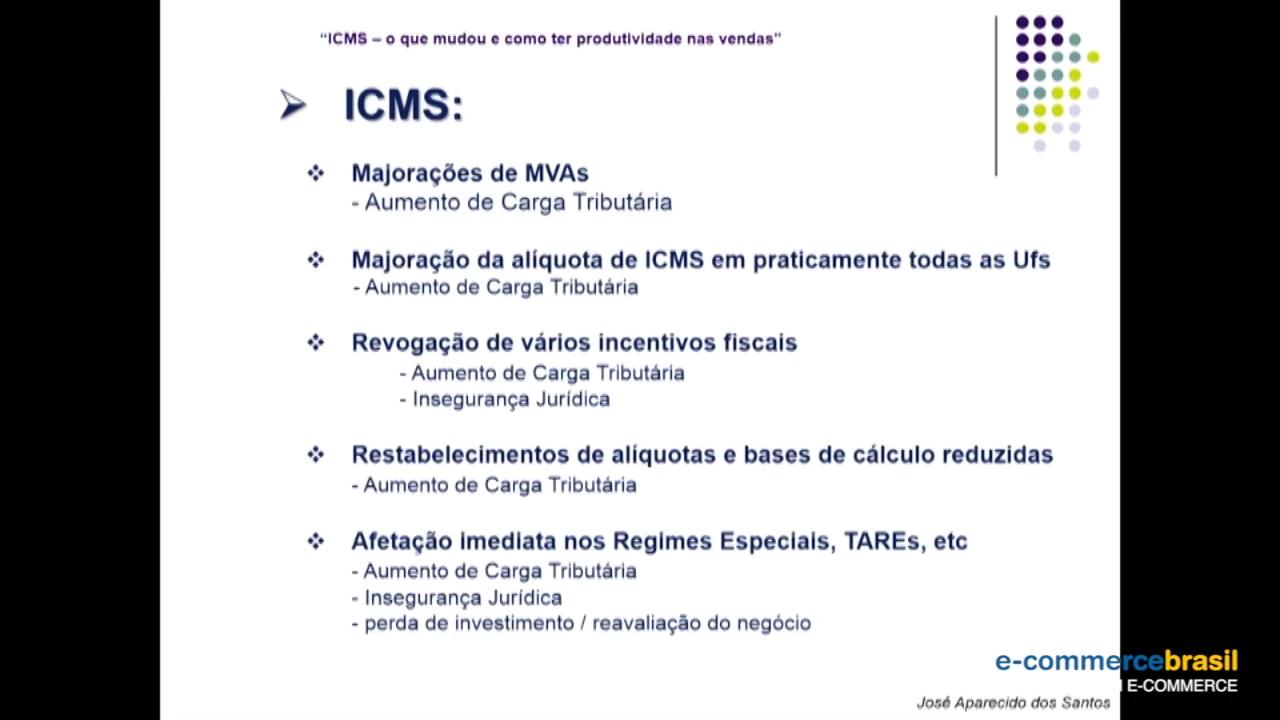 “ICMS – o que mudou e como ter produtividade nas vendas”
ICMS:
Majorações de MVAs
- Aumento de Carga Tributária
Majoração da alíquota de ICMS em praticamente todas as Ufs
- Aumento de Carga Tributária
Revogação de vários incentivos fiscais
- Aumento de Carga Tributária
- Insegurança Jurídica
Restabelecimentos de alíquotas e bases de cálculo reduzidas
- Aumento de Carga Tributária
Afetação imediata nos Regimes Especiais, TAREs, etc
- Aumento de Carga Tributária
- Insegurança Jurídica
- perda de investimento / reavaliação do negócio
e-commercebrasil
E-COMMERCE
José Aparecido dos Santos